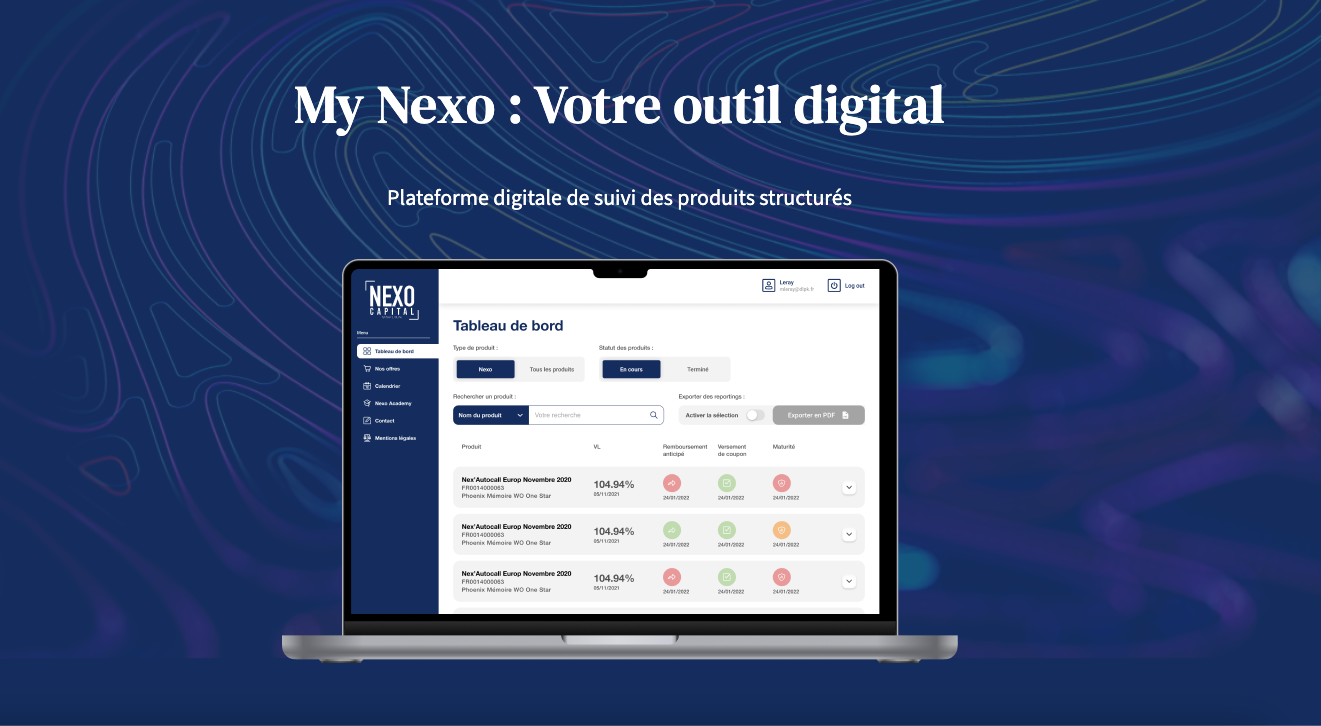 My Nexo : Votre outil digital
Plateforme digitale de suivi des produits structurés
NEXO
CAPITAL
Leray
Log out
Menu
Tableau de bord
Nos offres
Calendrier
Nexo Academy
Contact
Mentions légales
Tableau de bord
Type de produit :
Statut des produits :
Nexo
Tous les produits
En cours
Terminé
Rechercher un produit :
Exporter des reportings :
Nom du produit
Votre recherche
Activer la sélection
Exporter en PDF
Produit
VL
Remboursement
anticipé
Versement
de coupon
Maturité
Nex'Autocall Europ Novembre 2020
FR0014000063
Phoenix Mémoire WO One Star
104.94%
05/11/2021
24/01/2022
24/01/2022
24/01/2022
Nex'Autocall Europ Novembre 2020
FR0014000063
Phoenix Mémoire WO One Star
104.94%
05/11/2021
24/01/2022
24/01/2022
24/01/2022
Nex'Autocall Europ Novembre 2020
FR0014000063
Phoenix Mémoire WO One Star
104.94%
05/11/2021
24/01/2022
24/01/2022
24/01/2022